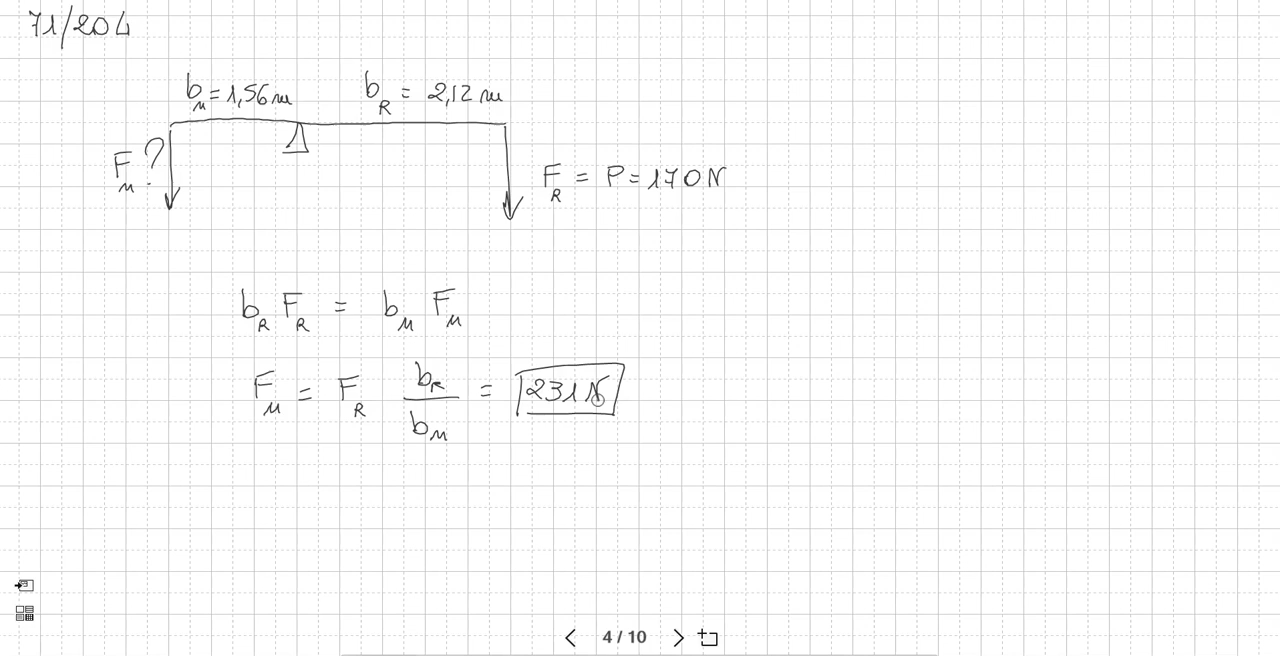 71/204
b_M = 1,56 m b_R = 2,12 m
F_M ? F_R = P = 170 N
b_R F_R = b_M F_M
F_M = F_R b_R / b_M = 231 N
4 / 10